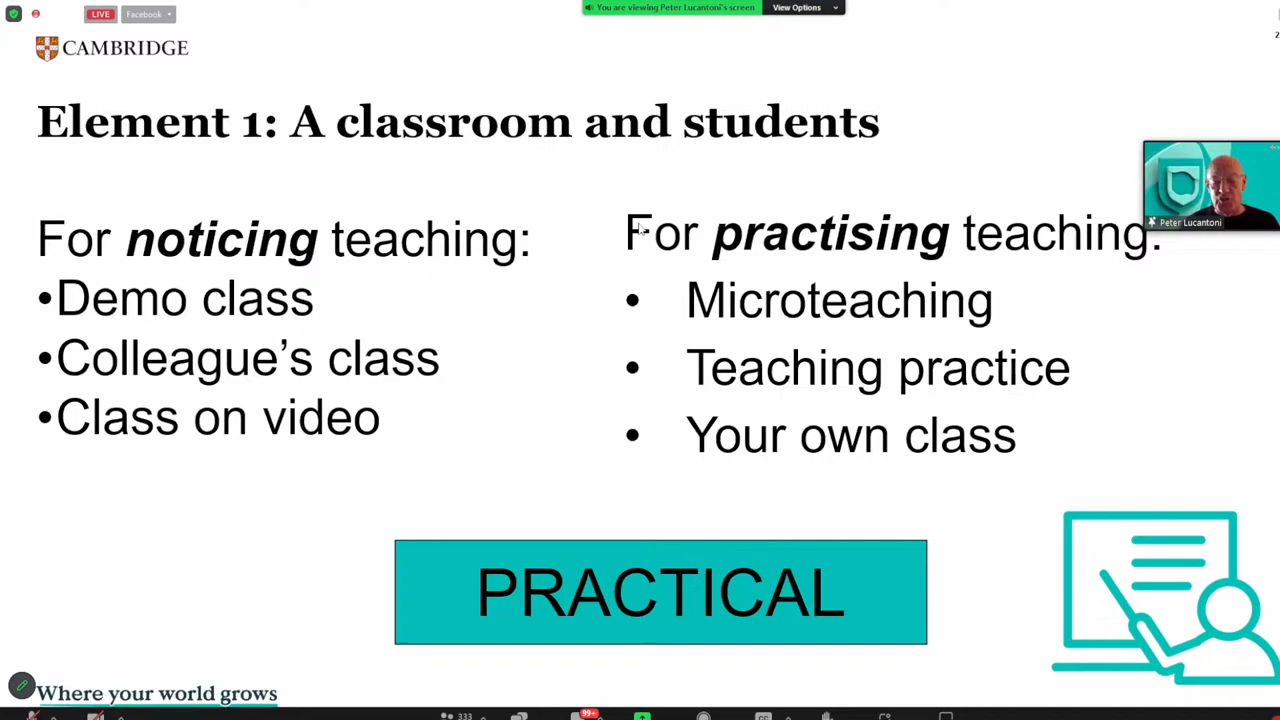 LIVE
Facebook
You are viewing Peter Lucantoni's screen
View Options
CAMBRIDGE
Element 1: A classroom and students
For noticing teaching:
•Demo class
•Colleague’s class
•Class on video
For practising teaching:
• Microteaching
• Teaching practice
• Your own class
Peter Lucantoni
PRACTICAL
Where your world grows
333
99+